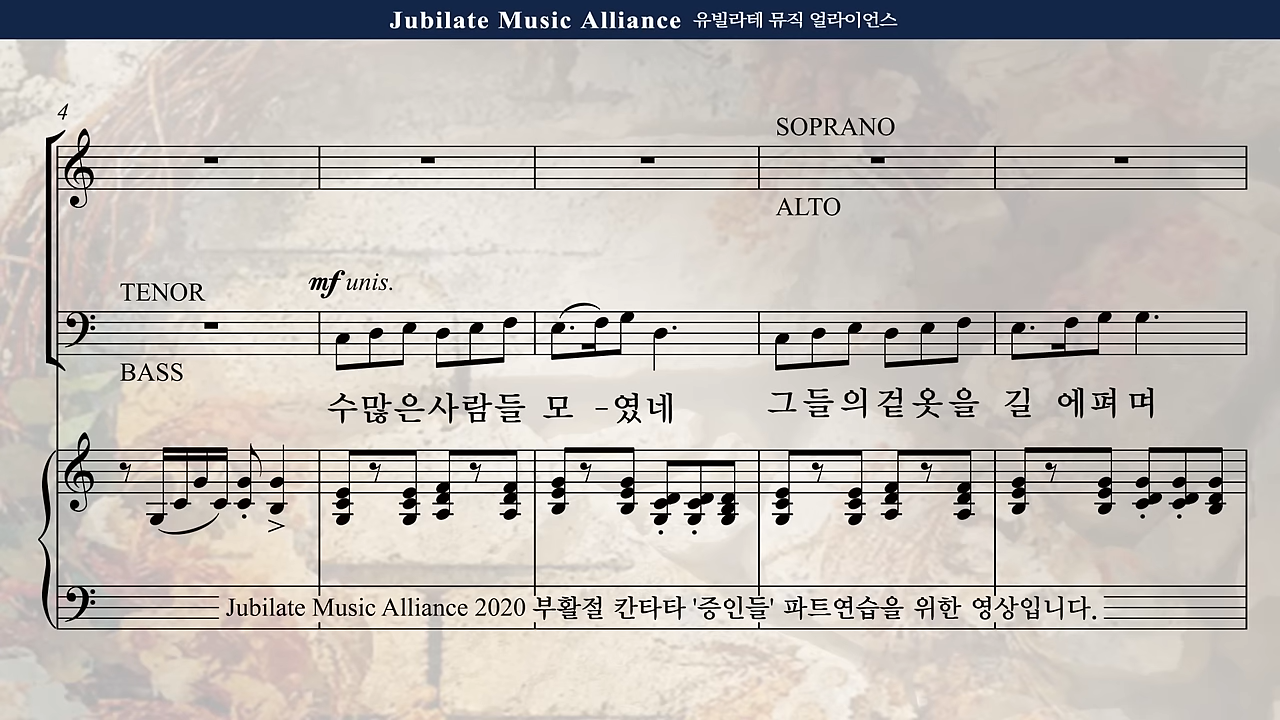 Jubilate Music Alliance 유빌라테 뮤직 얼라이언스
4
SOPRANO
ALTO
TENOR
mf unis.
BASS
수많은사람들 모 -였네 그들의겉옷을 길 에펴며
Jubilate Music Alliance 2020 부활절 칸타타 '증인들' 파트연습을 위한 영상입니다.